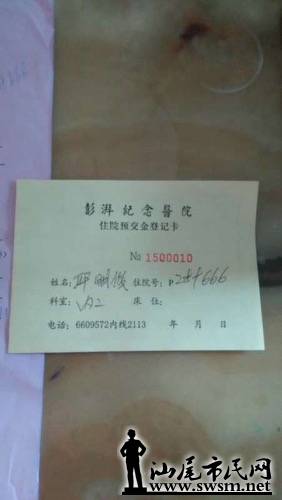 彭湃纪念医院
住院预交金登记卡
№ 1500010
姓名: 住院号: P
科室: 内二 床位:
电话: 6609572内线2113 年 月 日
汕尾市民网
www.swsm.net